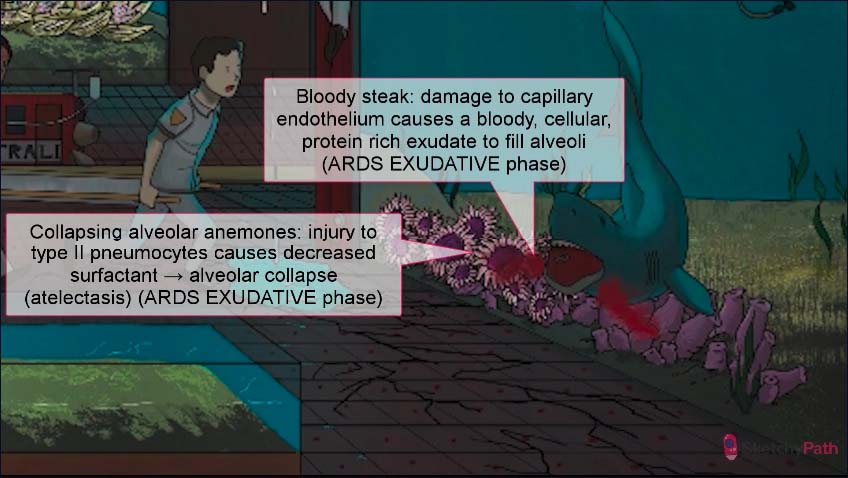 TRALI
Bloody steak: damage to capillary
endothelium causes a bloody, cellular,
protein rich exudate to fill alveoli
(ARDS EXUDATIVE phase)
Collapsing alveolar anemones: injury to
type II pneumocytes causes decreased
surfactant → alveolar collapse
(atelectasis) (ARDS EXUDATIVE phase)
SketchyPath